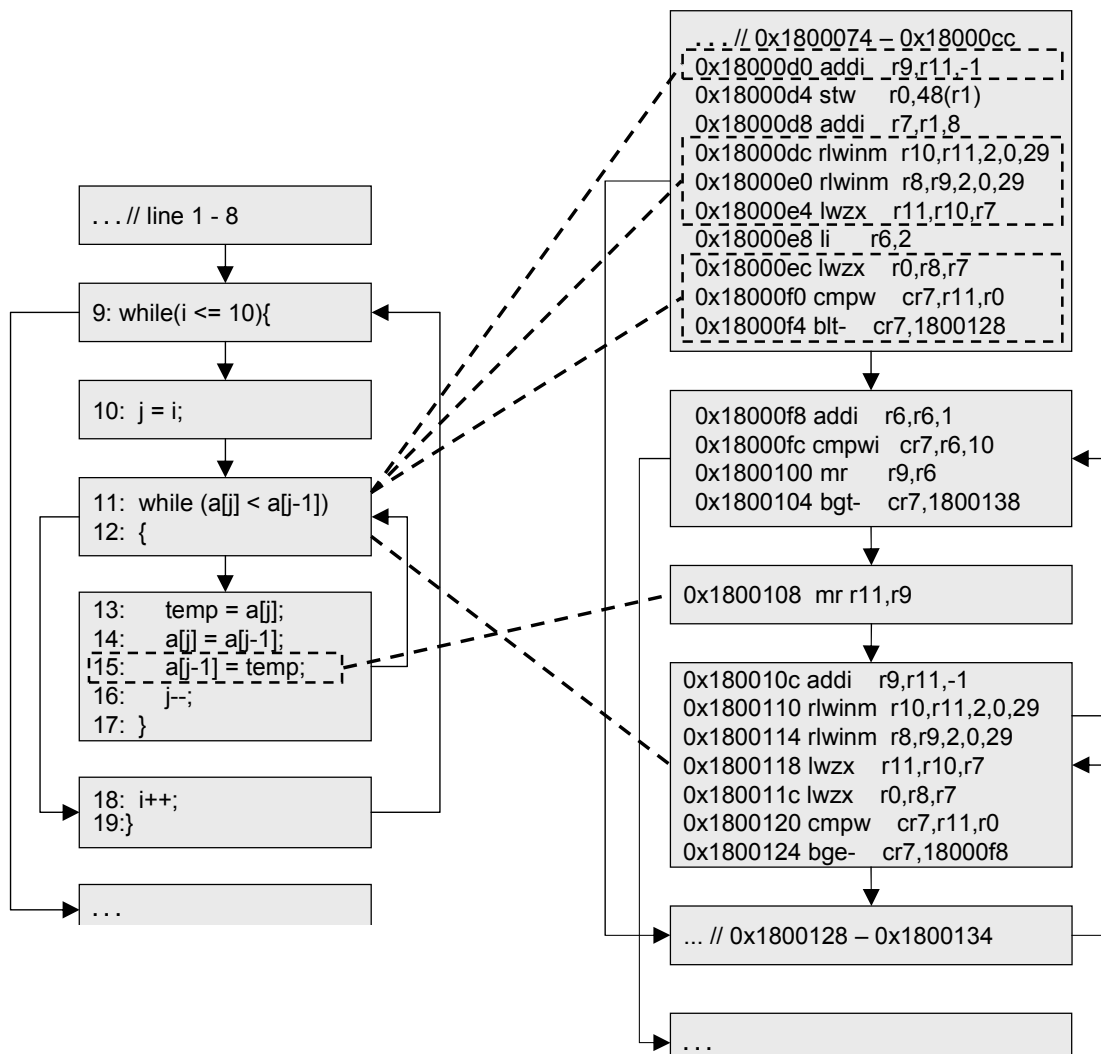 . . . // line 1 - 8
9: while(i <= 10){
10: j = i;
11: while (a[j] < a[j-1])
12: {
13: temp = a[j];
14: a[j] = a[j-1];
15: a[j-1] = temp;
16: j--;
17: }
18: i++;
19:}
. . .
. . . // 0x1800074 – 0x18000cc
0x18000d0 addi r9,r11,-1
0x18000d4 stw r0,48(r1)
0x18000d8 addi r7,r1,8
0x18000dc rlwinm r10,r11,2,0,29
0x18000e0 rlwinm r8,r9,2,0,29
0x18000e4 lwzx r11,r10,r7
0x18000e8 li r6,2
0x18000ec lwzx r0,r8,r7
0x18000f0 cmpw cr7,r11,r0
0x18000f4 blt- cr7,1800128
0x18000f8 addi r6,r6,1
0x18000fc cmpwi cr7,r6,10
0x1800100 mr r9,r6
0x1800104 bgt- cr7,1800138
0x1800108 mr r11,r9
0x180010c addi r9,r11,-1
0x1800110 rlwinm r10,r11,2,0,29
0x1800114 rlwinm r8,r9,2,0,29
0x1800118 lwzx r11,r10,r7
0x180011c lwzx r0,r8,r7
0x1800120 cmpw cr7,r11,r0
0x1800124 bge- cr7,18000f8
... // 0x1800128 – 0x1800134
. . .